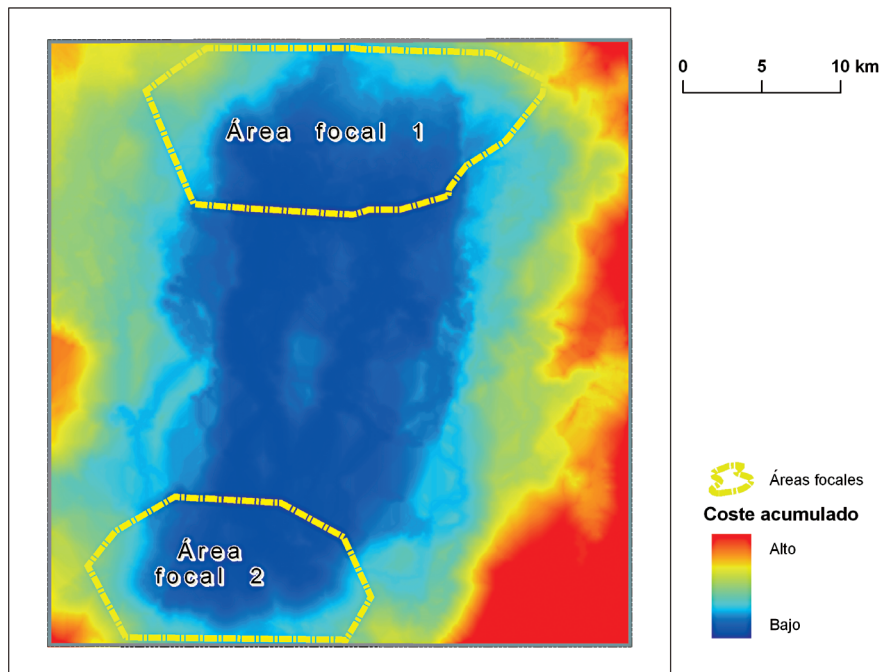 Área focal 1
Área
focal 2
0 5 10 km
Áreas focales
Coste acumulado
Alto
Bajo